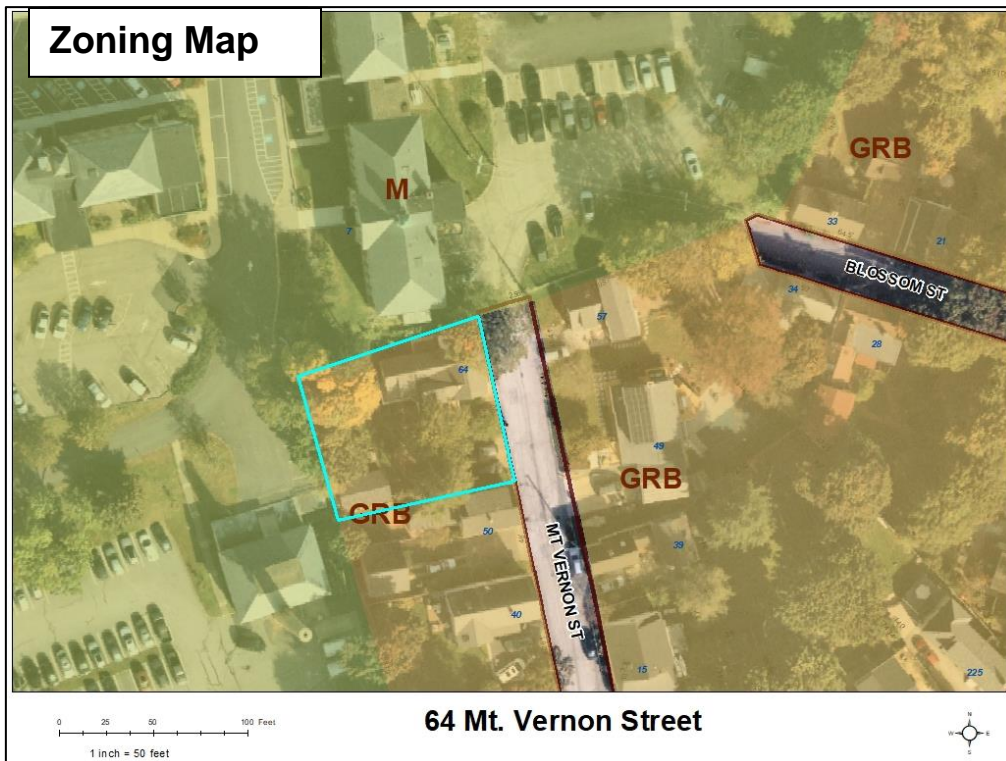 Zoning Map
GRB
M
33
7
21
BLOSSOM ST
34
57
28
64
49
GRB
GRB
50
39
MT VERNON ST
40
15
225
0 25 50 100 Feet
1 inch = 50 feet
64 Mt. Vernon Street
N
W E
S